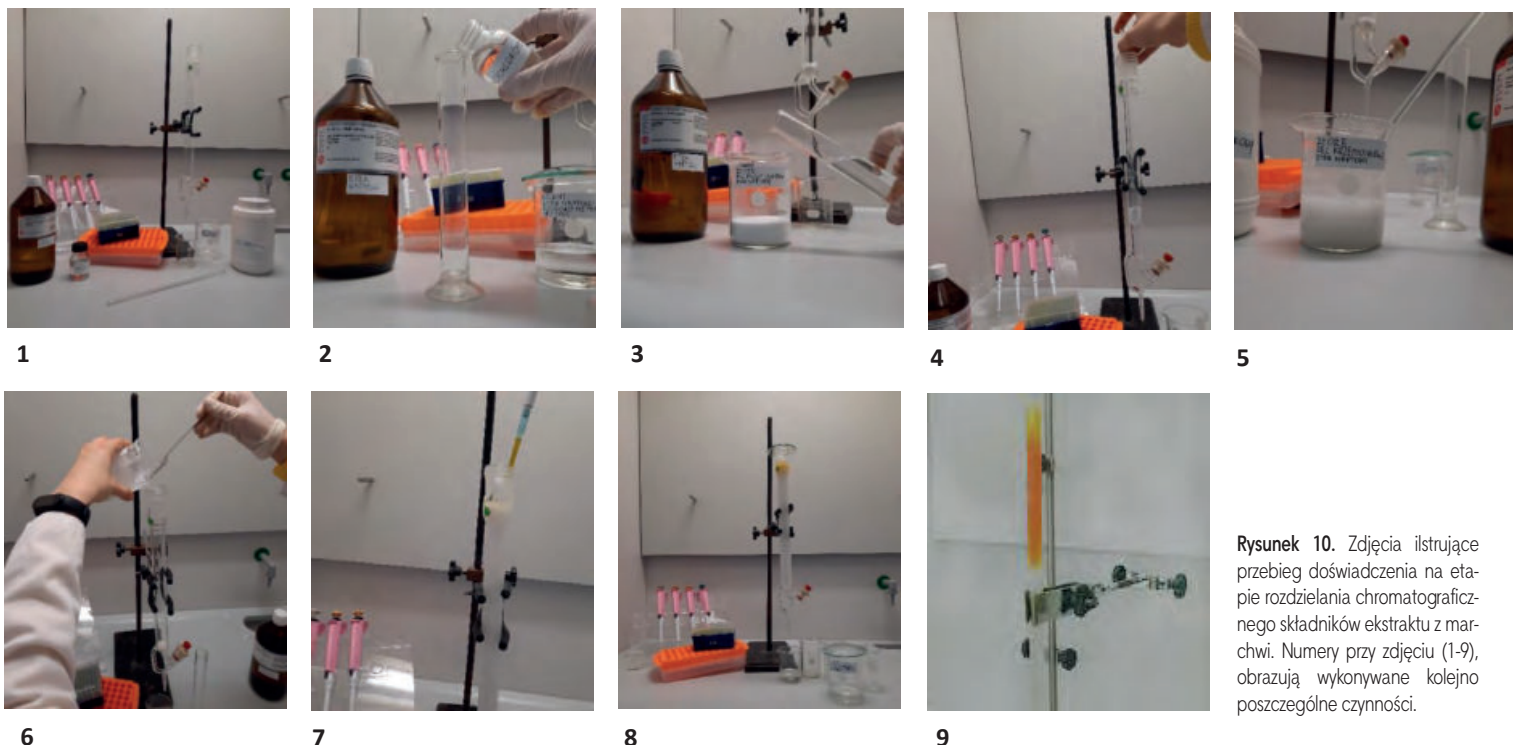 1
2
3
4
5
6
7
8
9
Rysunek 10. Zdjęcia ilstrujące
przebieg doświadczenia na eta-
pie rozdzielania chromatograficz-
nego składników ekstraktu z mar-
chwi. Numery przy zdjęciu (1-9),
obrazują wykonywane kolejno
poszczególne czynności.